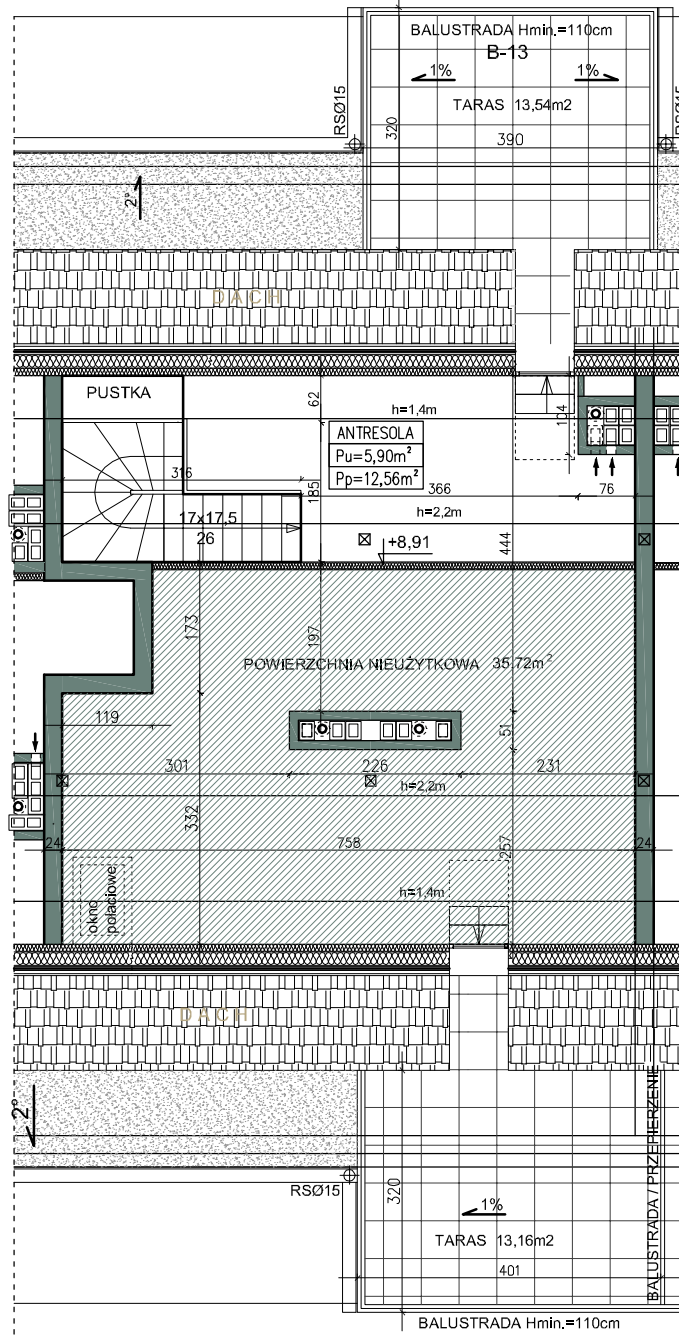 BALUSTRADA Hmin.=110cm
B-13
1%
1%
TARAS 13,54m2
RSØ15
RSØ15
320
390
2°
DACH
PUSTKA
62
h=1,4m
104
ANTRESOLA
Pu=5,90m²
Pp=12,56m²
316
185
366
76
17x17,5
26
h=2,2m
+8,91
444
173
197
POWIERZCHNIA NIEUŻYTKOWA 35,72m²
119
51
301
226
231
h=2,2m
332
24
758
257
24
okno
połaciowe
h=1,4m
DACH
2°
RSØ15
320
1%
TARAS 13,16m2
401
BALUSTRADA / PRZEPIERZENIE
BALUSTRADA Hmin.=110cm